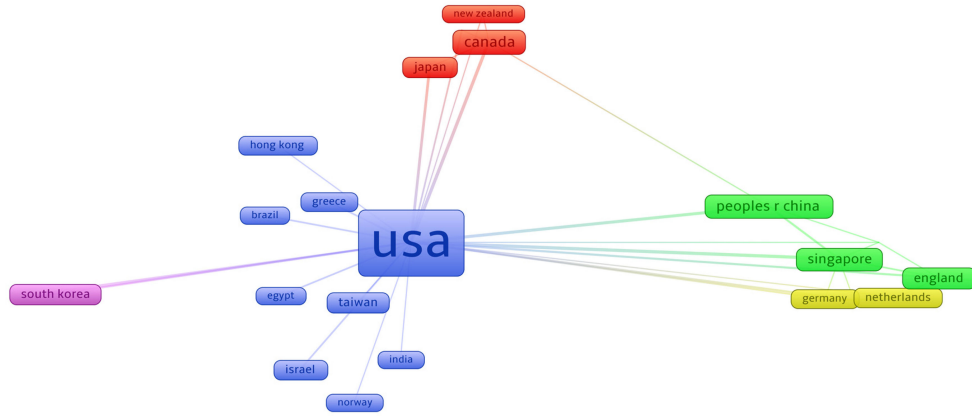 new zealand
canada
japan
hong kong
greece
brazil
peoples r china
usa
singapore
england
south korea
egypt
taiwan
germany
netherlands
india
israel
norway